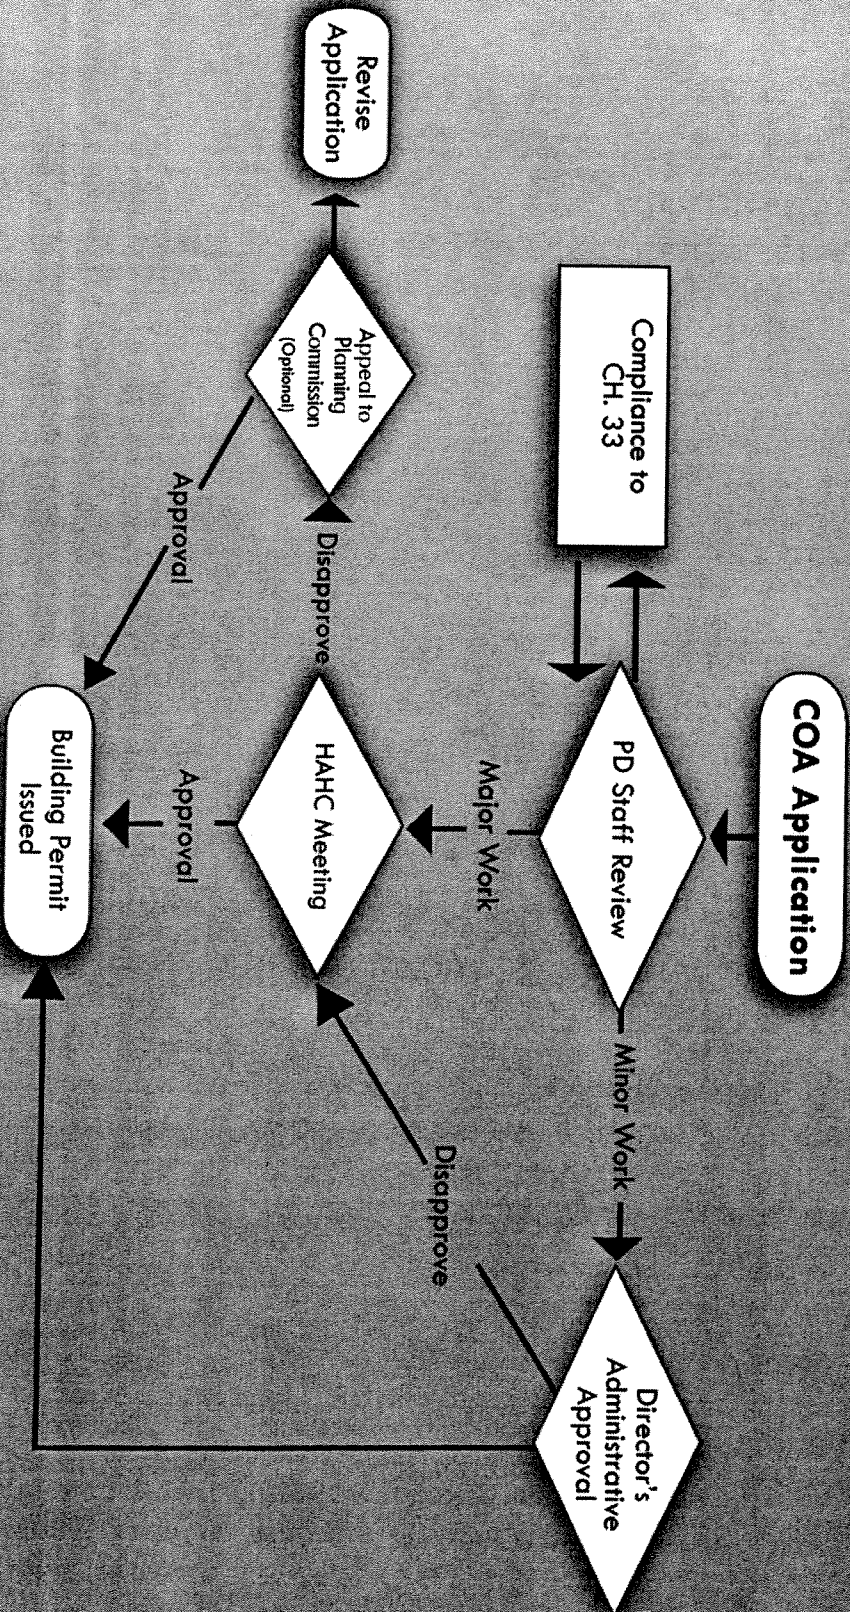 COA Application
Compliance to
CH. 33
PD Staff Review
Minor Work
Director's
Administrative
Approval
Major Work
Disapprove
Revise
Application
Appeal to
Planning
Commission
(Optional)
Disapprove
HAHC Meeting
Approval
Approval
Building Permit
Issued